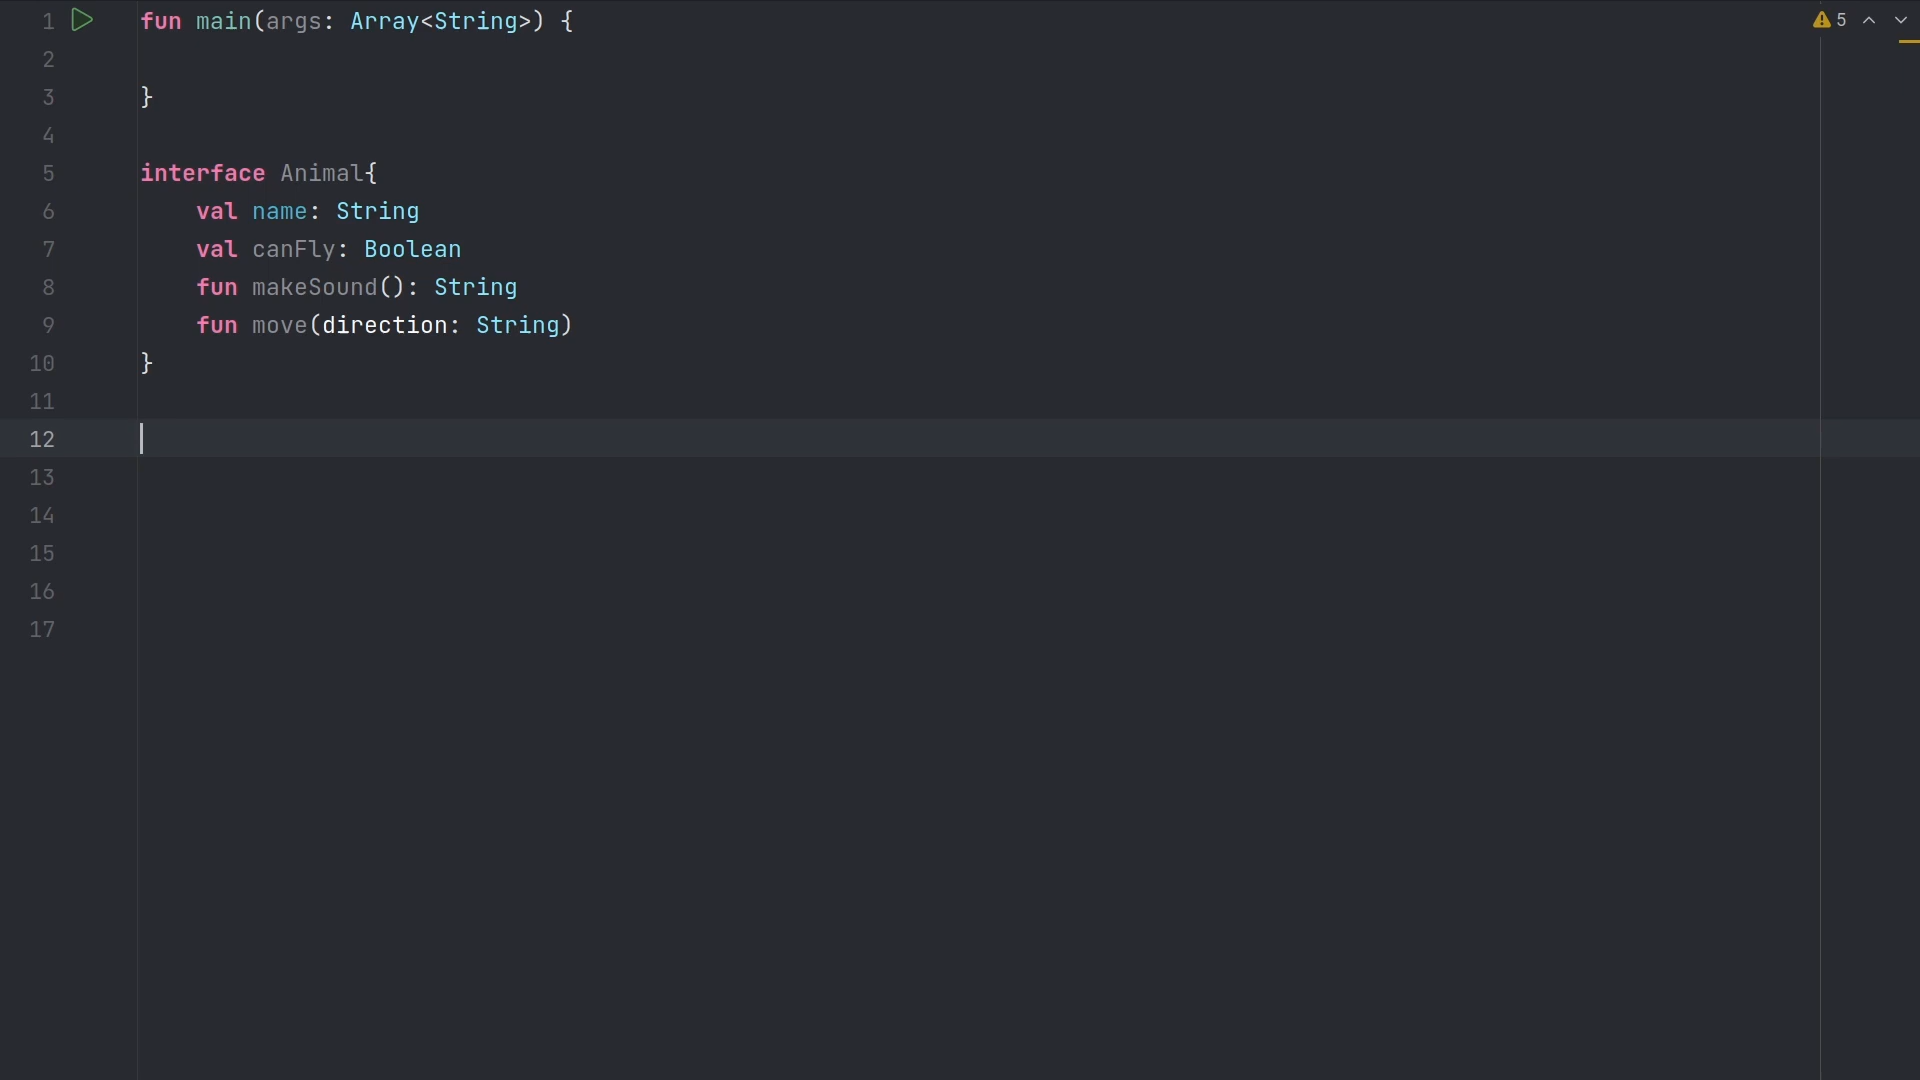 1 fun main(args: Array<String>) {
2
3 }
4
5 interface Animal{
6     val name: String
7     val canFly: Boolean
8     fun makeSound(): String
9     fun move(direction: String)
10 }
11
12
13
14
15
16
17
5